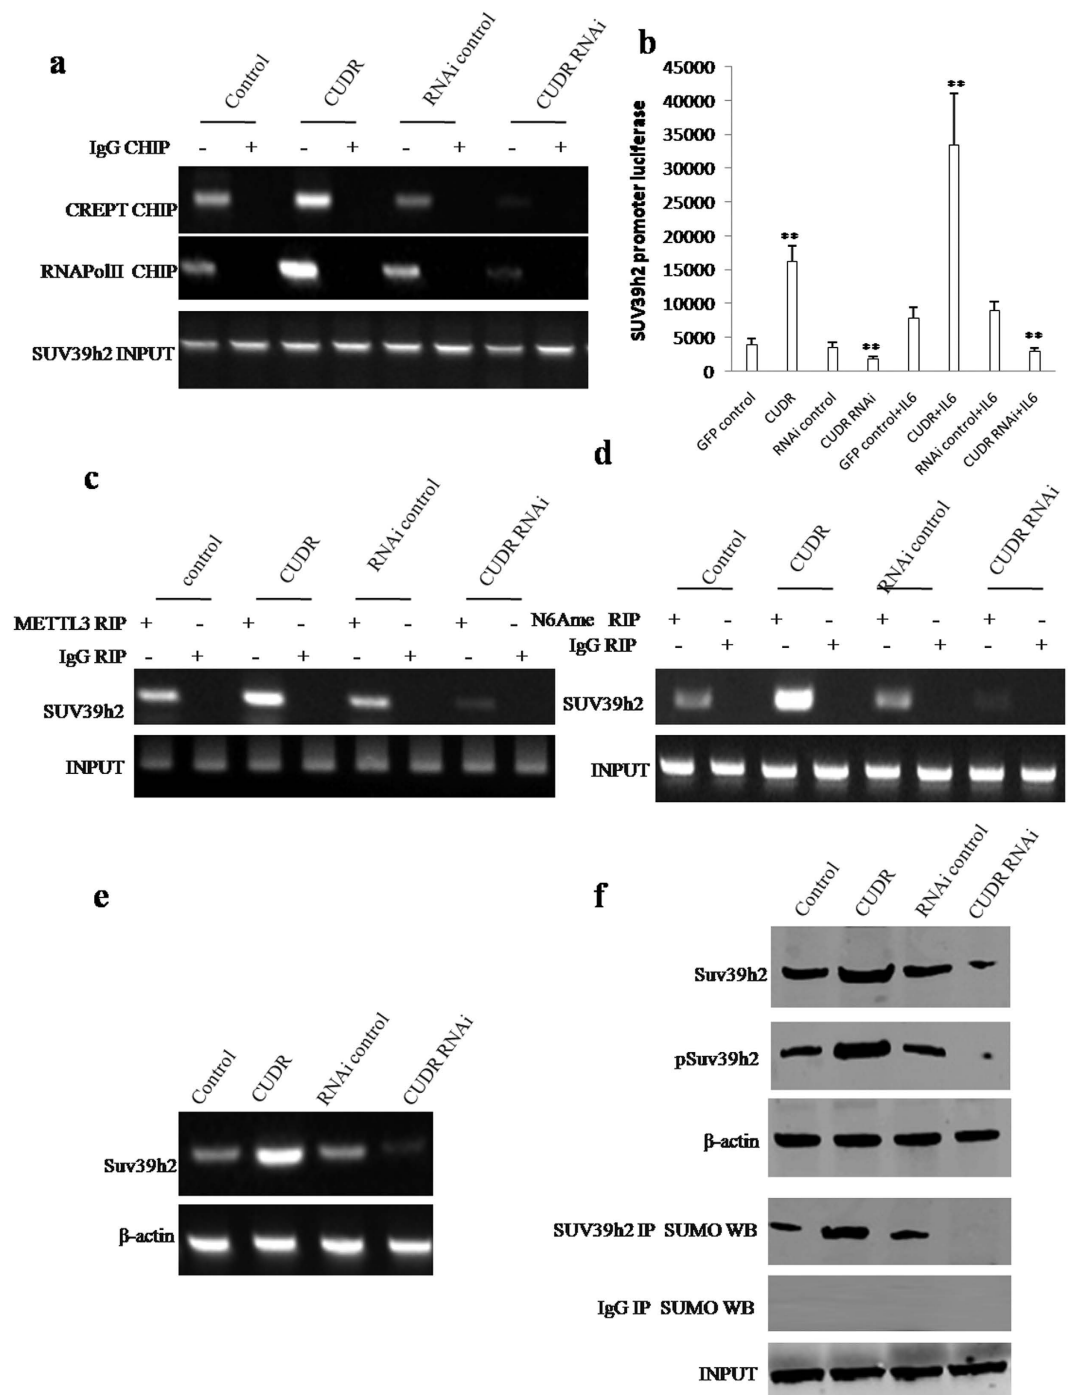 a
Control
CUDR
RNAi control
CUDR RNAi
IgG CHIP - + - + - + - +
CREPT CHIP
RNAPolII CHIP
SUV39h2 INPUT
b
SUV39h2 promoter luciferase
45000
40000
35000
30000
25000
20000
15000
10000
5000
0
**
**
**
**
GFP control
CUDR
RNAi control
CUDR RNAi
GFP control+IL6
CUDR+IL6
RNAi control+IL6
CUDR RNAi+IL6
c
control
CUDR
RNAi control
CUDR RNAi
METTL3 RIP + - + - + - + -
IgG RIP - + - + - + - +
SUV39h2
INPUT
d
Control
CUDR
RNAi control
CUDR RNAi
N6Ame RIP + - + - + - + -
IgG RIP - + - + - + - +
SUV39h2
INPUT
e
Control
CUDR
RNAi control
CUDR RNAi
Suv39h2
β-actin
f
Control
CUDR
RNAi control
CUDR RNAi
Suv39h2
pSuv39h2
β-actin
SUV39h2 IP SUMO WB
IgG IP SUMO WB
INPUT